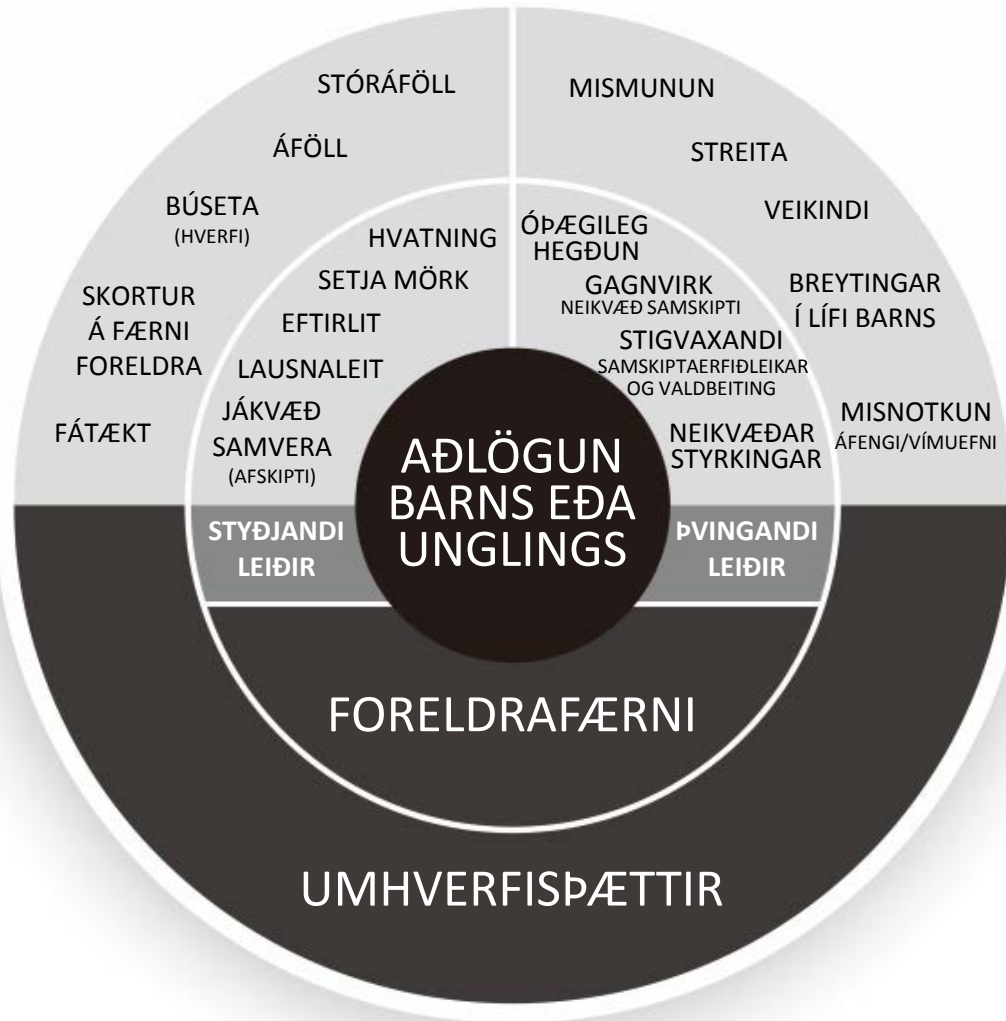 STÓRÁFÖLL
ÁFÖLL
BÚSETA
(HVERFI)
SKORTUR
Á FÆRNI
FORELDRA
FÁTÆKT
MISMUNUN
STREITA
VEIKINDI
BREYTINGAR
Í LÍFI BARNS
MISNOTKUN
ÁFENGI/VÍMUEFNI
HVATNING
SETJA MÖRK
EFTIRLIT
LAUSNALEIT
JÁKVÆÐ
SAMVERA
(AFSKIPTI)
STYÐJANDI
LEIÐIR
ÓÞÆGILEG
HEGÐUN
GAGNVIRK
NEIKVÆÐ SAMSKIPTI
STIGVAXANDI
SAMSKIPTAERFIÐLEIKAR
OG VALDBEITING
NEIKVÆÐAR
STYRKINGAR
ÞVINGANDI
LEIÐIR
AÐLÖGUN
BARNS EÐA
UNGLINGS
FORELDRAFÆRNI
UMHVERFISÞÆTTIR